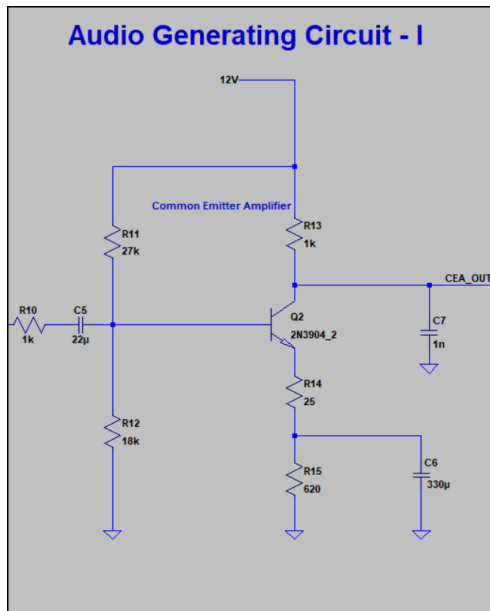 Audio Generating Circuit - I
12V
Common Emitter Amplifier
R11
27k
R13
1k
CEA_OUT
R10
1k
C5
22µ
Q2
2N3904_2
C7
1n
R14
25
R12
18k
R15
620
C6
330µ